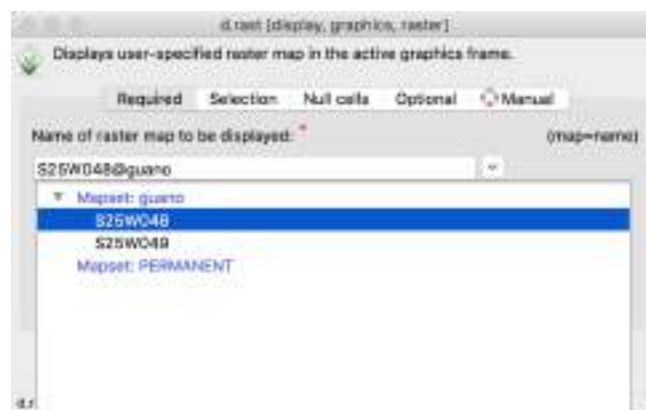 d.rast [display, graphics, raster]
Displays user-specified raster map in the active graphics frame.
Required Selection Null cells Optional Manual
Name of raster map to be displayed: * (map=name)
S25W048@guano
Mapset: guano
S25W048
S25W049
Mapset: PERMANENT
d.r